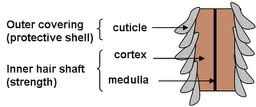 Outer covering
(protective shell)
cuticle
Inner hair shaft
(strength)
cortex
medulla